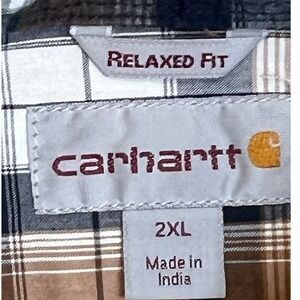 RELAXED FIT
carhartt
2XL
Made in
India